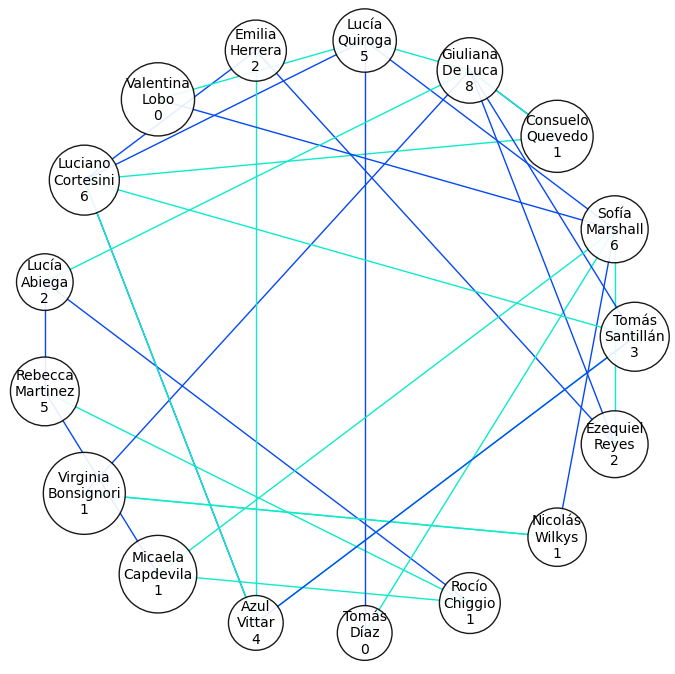 Lucía
Quiroga
5
Emilia
Herrera
2
Giuliana
De Luca
8
Valentina
Lobo
0
Consuelo
Quevedo
1
Luciano
Cortesini
6
Sofía
Marshall
6
Lucía
Abiega
2
Tomás
Santillán
3
Rebecca
Martinez
5
Ezequiel
Reyes
2
Virginia
Bonsignori
1
Nicolás
Wilkys
1
Micaela
Capdevila
1
Rocío
Chiggio
1
Azul
Vittar
4
Tomás
Díaz
0